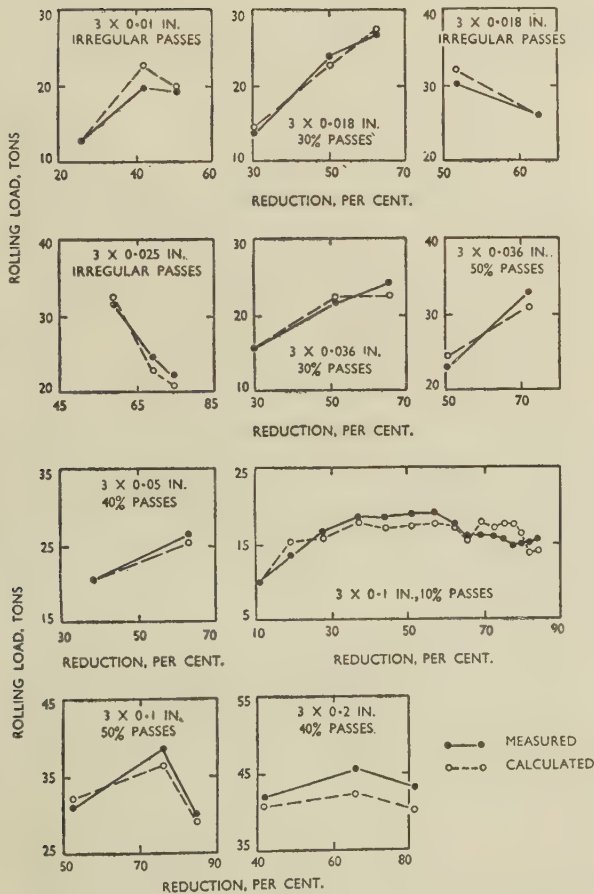 ROLLING LOAD, TONS
30
20
10
3 X 0·01 IN.
IRREGULAR PASSES
20 40 60
30
20
10
3 X 0·018 IN.
30% PASSES
30 50 70
40
30
20
3 X 0·018 IN.
IRREGULAR PASSES
50 60
REDUCTION, PER CENT.
40
30
20
3 X 0·025 IN.
IRREGULAR PASSES
45 65 85
30
20
10
3 X 0·036 IN.
30% PASSES
30 50 70
40
30
20
3 X 0·036 IN.
50% PASSES
50 70
REDUCTION, PER CENT.
ROLLING LOAD, TONS
35
25
15
3 X 0·05 IN.
40% PASSES
30 50 70
REDUCTION, PER CENT.
25
15
5
3 X 0·1 IN., 10% PASSES
10 30 50 70 90
REDUCTION, PER CENT.
45
35
25
3 X 0·1 IN.
50% PASSES
50 70 90
55
45
35
3 X 0·2 IN.
40% PASSES
40 60 80
REDUCTION, PER CENT.
MEASURED
CALCULATED